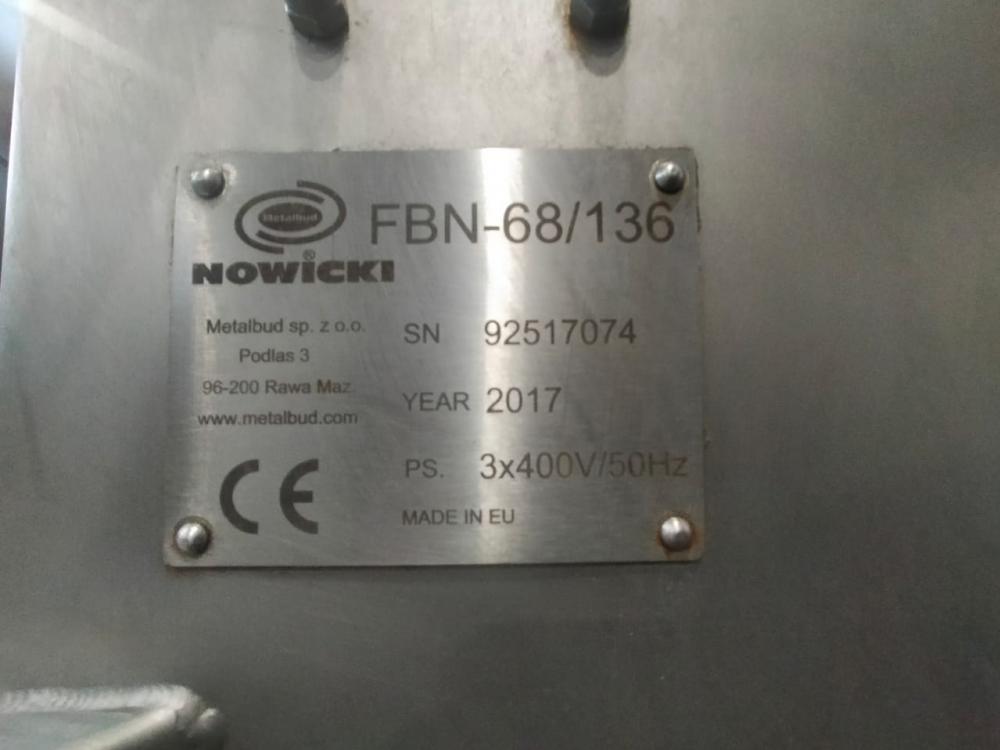 Metalbud
NOWICKI®
FBN-68/136
Metalbud sp. z o.o.
Podlas 3
96-200 Rawa Maz.
www.metalbud.com
CE
SN 92517074
YEAR 2017
PS. 3x400V/50Hz
MADE IN EU